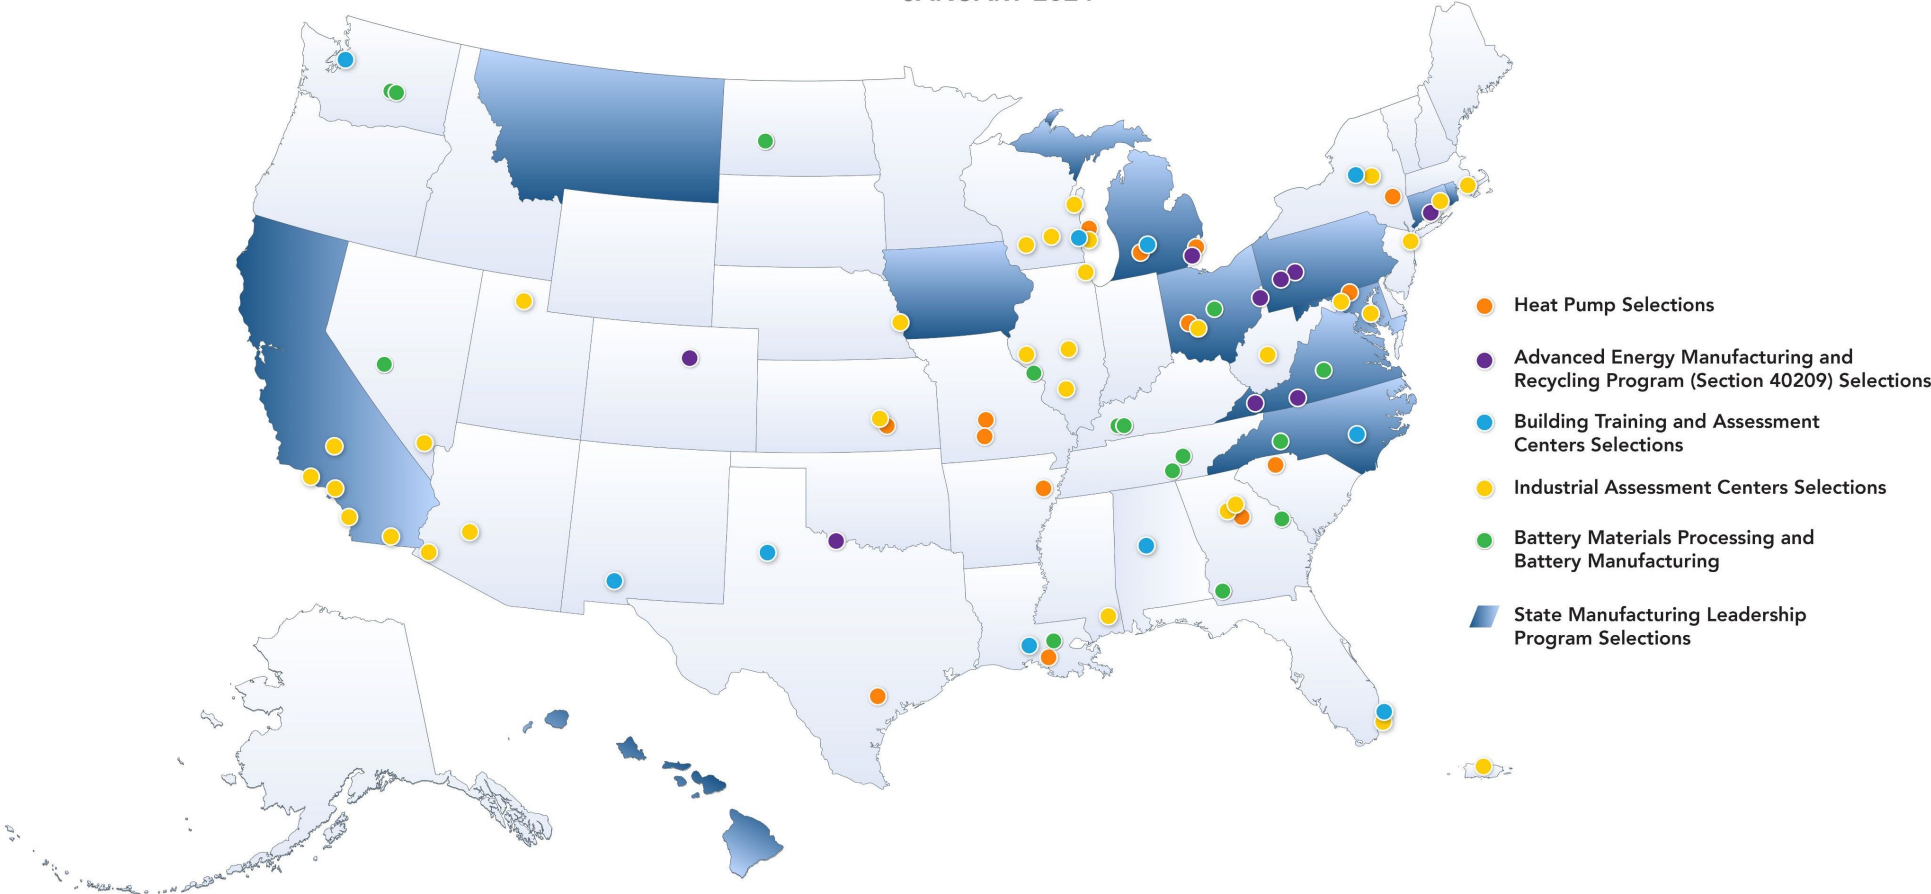 Heat Pump Selections
Advanced Energy Manufacturing and
Recycling Program (Section 40209) Selections
Building Training and Assessment
Centers Selections
Industrial Assessment Centers Selections
Battery Materials Processing and
Battery Manufacturing
State Manufacturing Leadership
Program Selections